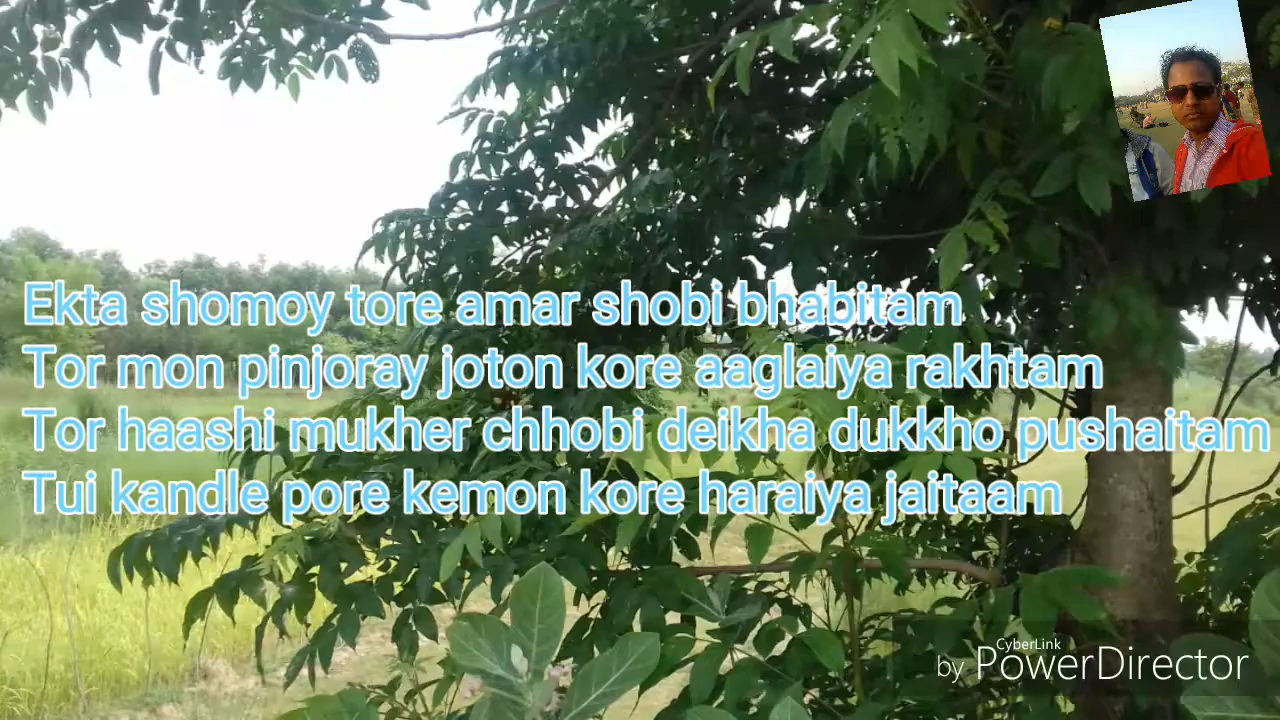 Ekta shomoy tore amar shobi bhabitam
Tor mon pinjoray joton kore aaglaiya rakhtam
Tor haashi mukher chhobi deikha dukkho pushaitam
Tui kandle pore kemon kore haraiya jaitaam
CyberLink
by PowerDirector